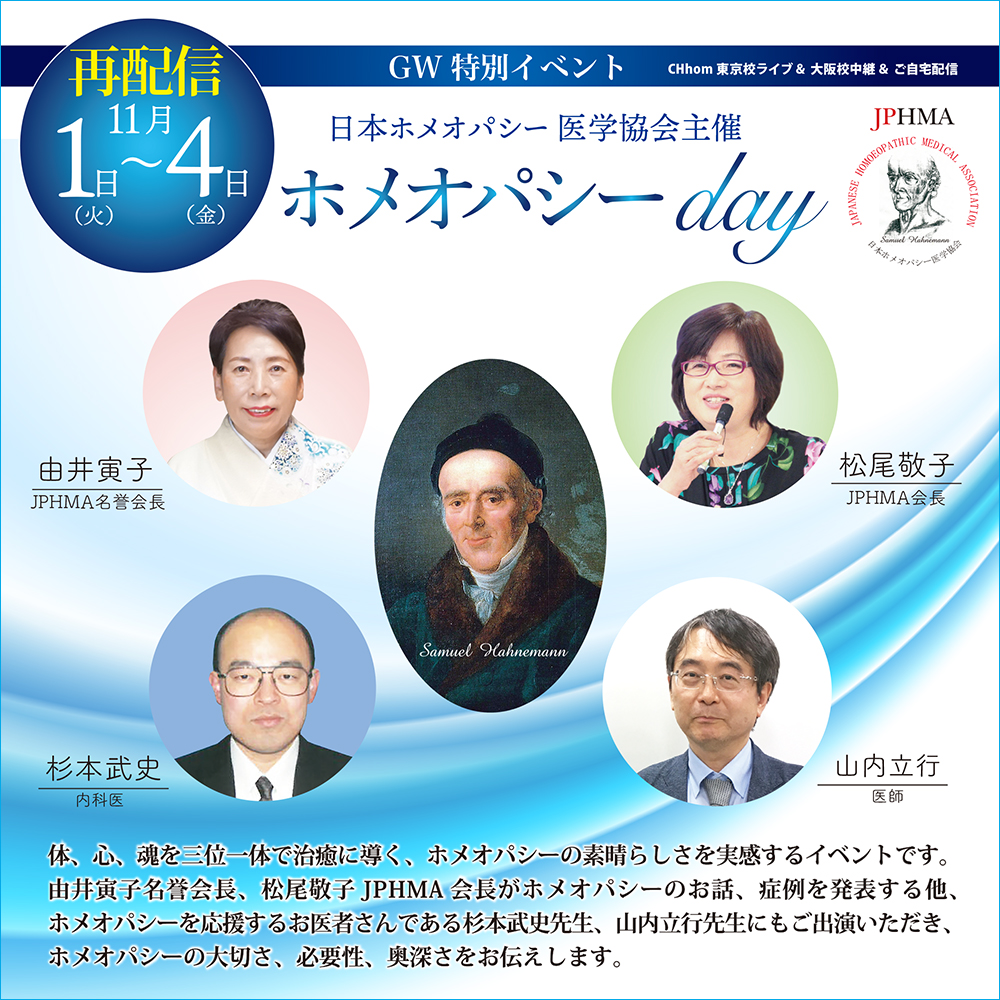 再配信
11月
1日〜4日
(火)
(金)
GW 特別イベント
CHhom 東京校ライブ & 大阪校中継 & ご自宅配信
日本ホメオパシー 医学協会主催
ホメオパシー day
JPHMA
JAPANESE HOMOEOPATHIC MEDICAL ASSOCIATION
Samuel Hahnemann
日本ホメオパシー医学協会
由井寅子
JPHMA名誉会長
松尾敬子
JPHMA会長
Samuel Hahnemann
杉本武史
内科医
山内立行
医師
体、心、魂を三位一体で治癒に導く、ホメオパシーの素晴らしさを実感するイベントです。
由井寅子名誉会長、松尾敬子 JPHMA 会長がホメオパシーのお話、症例を発表する他、
ホメオパシーを応援するお医者さんである杉本武史先生、山内立行先生にもご出演いただき、
ホメオパシーの大切さ、必要性、奥深さをお伝えします。